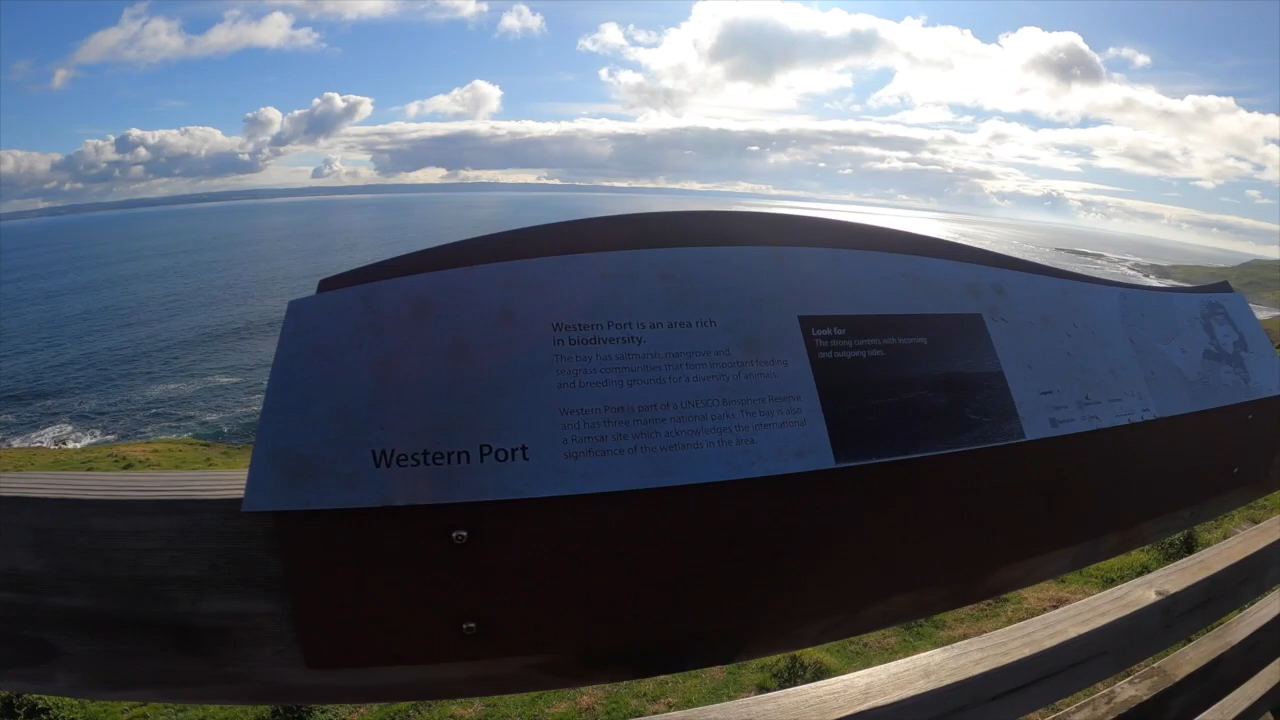 Western Port
Western Port is an area rich
in biodiversity.
The bay has saltmarsh, mangrove and
seagrass communities that form important feeding
and breeding grounds for a diversity of animals.
Western Port is part of a UNESCO Biosphere Reserve
and has three marine national parks. The bay is also
a Ramsar site which acknowledges the international
significance of the wetlands in the area.
Look for
The strong currents with incoming
and outgoing tides.